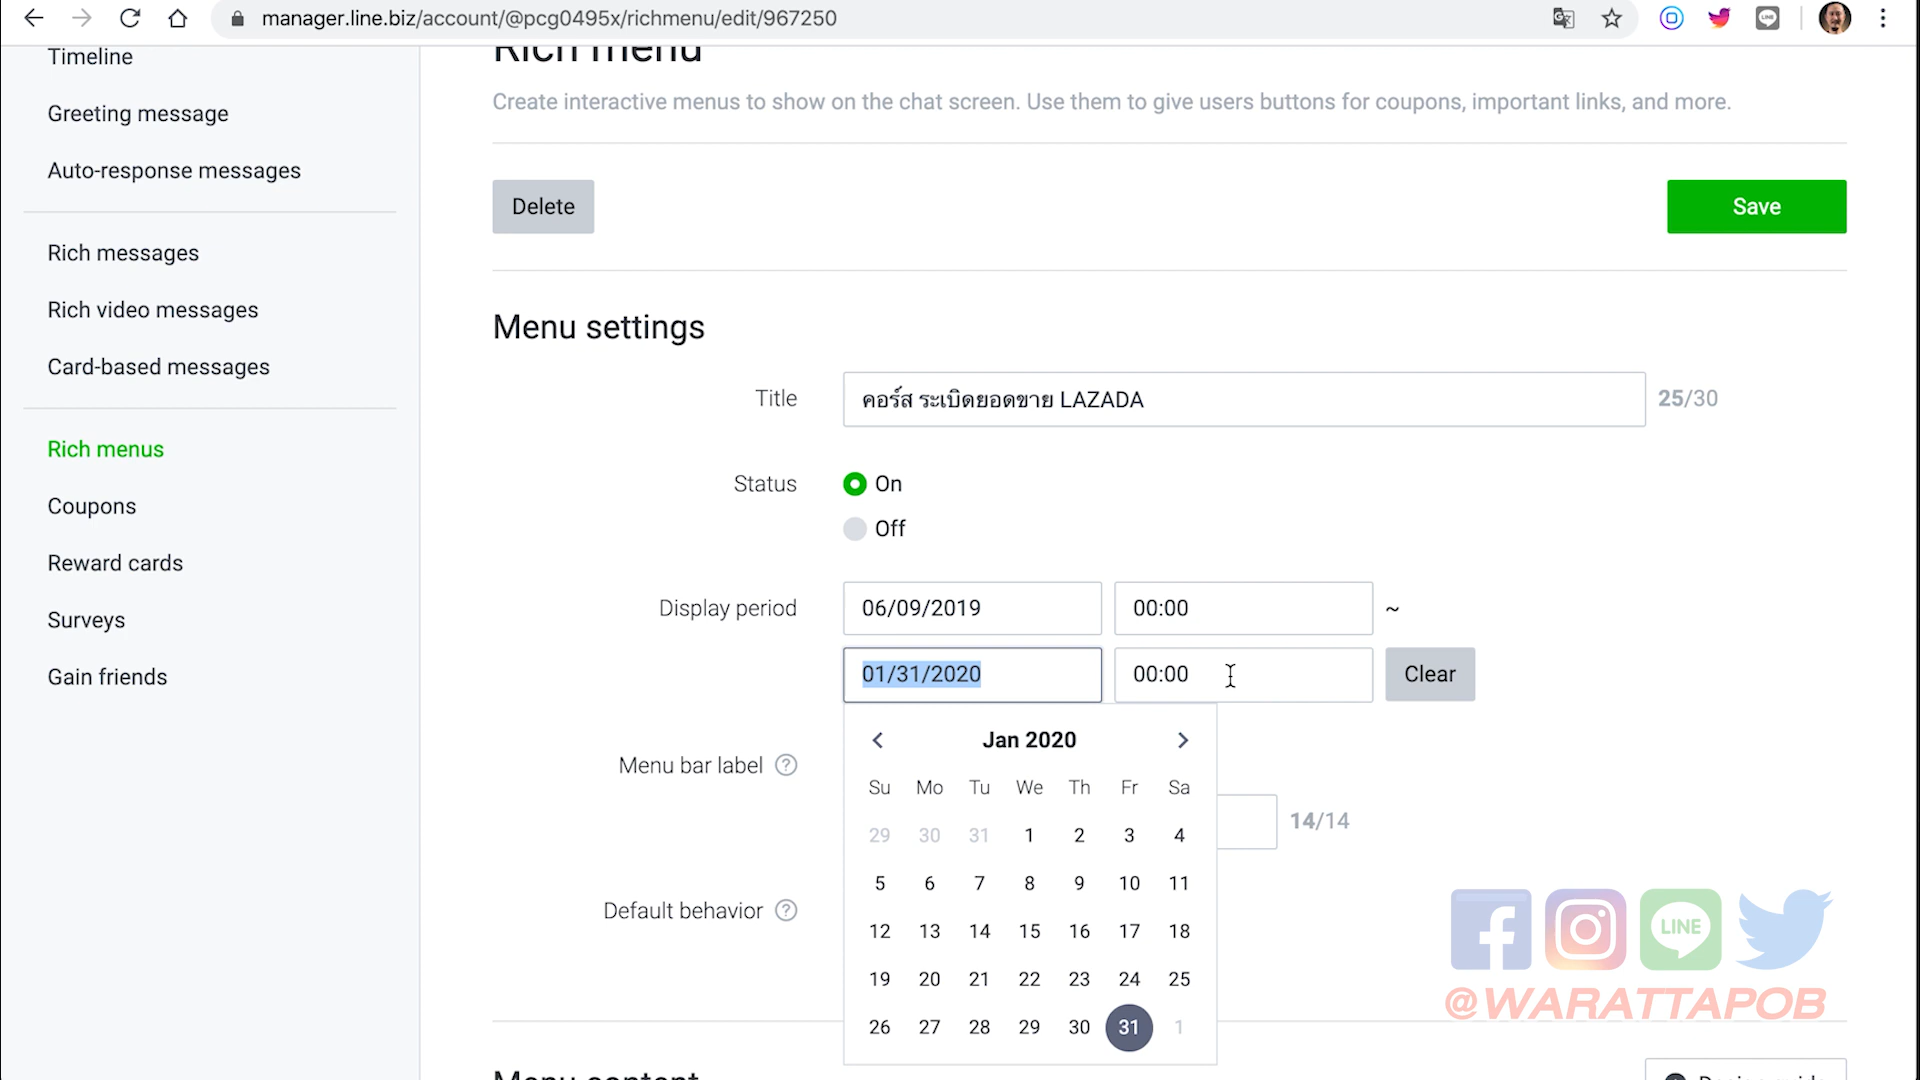 manager.line.biz/account/@pcg0495x/richmenu/edit/967250
Timeline
Greeting message
Auto-response messages
Rich messages
Rich video messages
Card-based messages
Rich menus
Coupons
Reward cards
Surveys
Gain friends
Rich menu
Create interactive menus to show on the chat screen. Use them to give users buttons for coupons, important links, and more.
Delete
Save
Menu settings
Title
คอร์ส ระเบิดยอดขาย LAZADA
25/30
Status
On
Off
Display period
06/09/2019
00:00
~
01/31/2020
00:00
Clear
Jan 2020
Su Mo Tu We Th Fr Sa
29 30 31 1 2 3 4
5 6 7 8 9 10 11
12 13 14 15 16 17 18
19 20 21 22 23 24 25
26 27 28 29 30 31 1
Menu bar label ?
14/14
Default behavior ?
LINE
@WARATTAPOB
Menu content